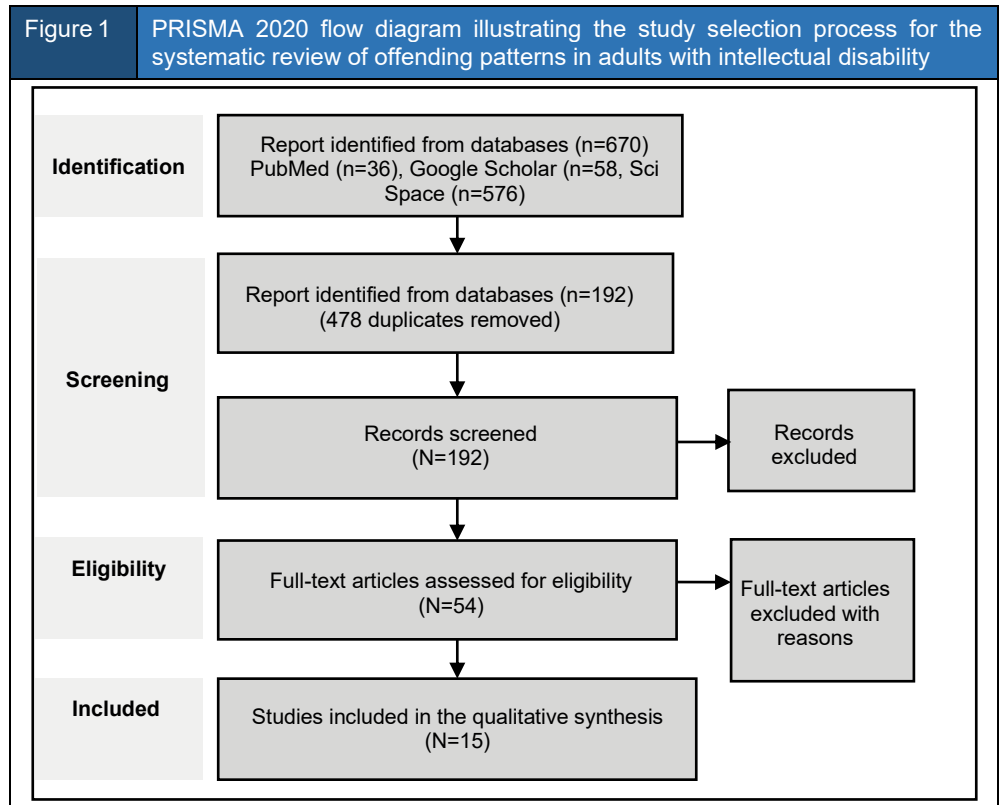 Figure 1
PRISMA 2020 flow diagram illustrating the study selection process for the
systematic review of offending patterns in adults with intellectual disability
Identification
Report identified from databases (n=670)
PubMed (n=36), Google Scholar (n=58, Sci
Space (n=576)
Screening
Report identified from databases (n=192)
(478 duplicates removed)
Records screened
(N=192)
Records
excluded
Eligibility
Full-text articles assessed for eligibility
(N=54)
Full-text articles
excluded with
reasons
Included
Studies included in the qualitative synthesis
(N=15)